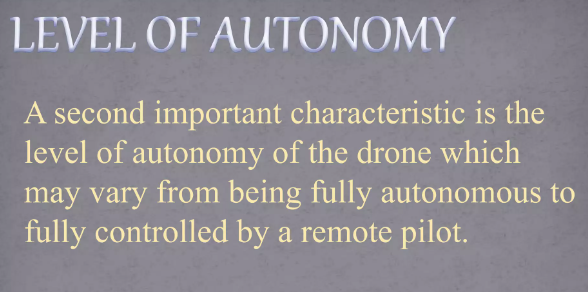 LEVEL OF AUTONOMY
A second important characteristic is the
level of autonomy of the drone which
may vary from being fully autonomous to
fully controlled by a remote pilot.